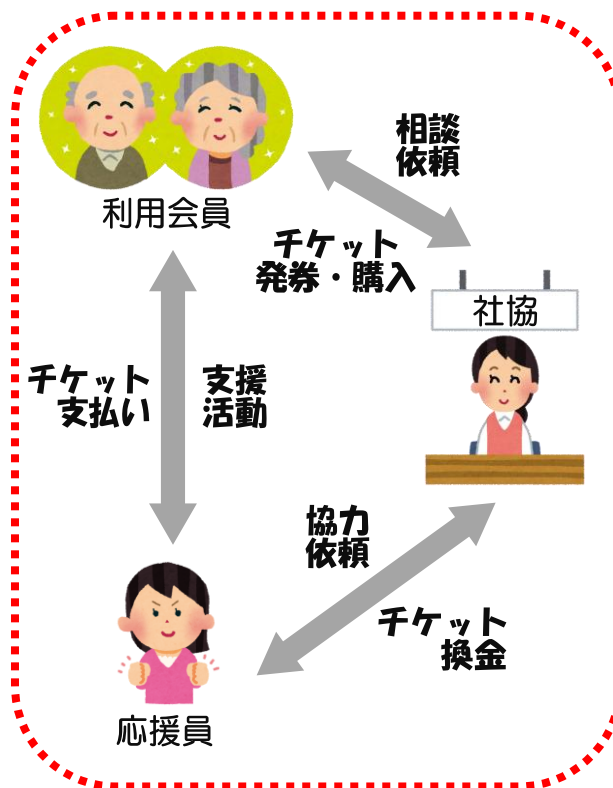 相談
依頼
利用会員
チケット
発券・購入
社協
チケット
支払い
支援
活動
協力
依頼
チケット
換金
応援員